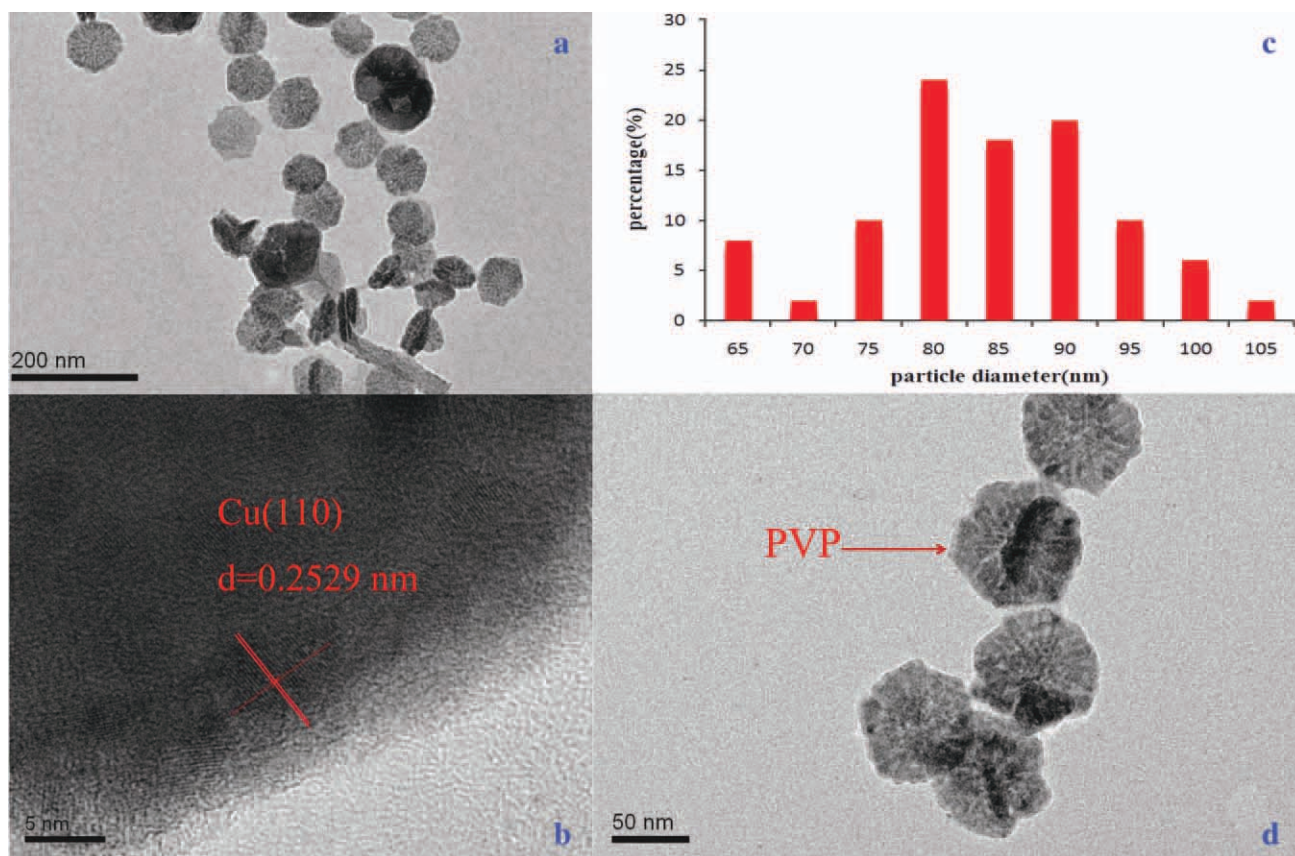 a
200 nm
c
percentage(%)
30
25
20
15
10
5
0
65 70 75 80 85 90 95 100 105
particle diameter(nm)
Cu(110)
d=0.2529 nm
5 nm
b
PVP
50 nm
d